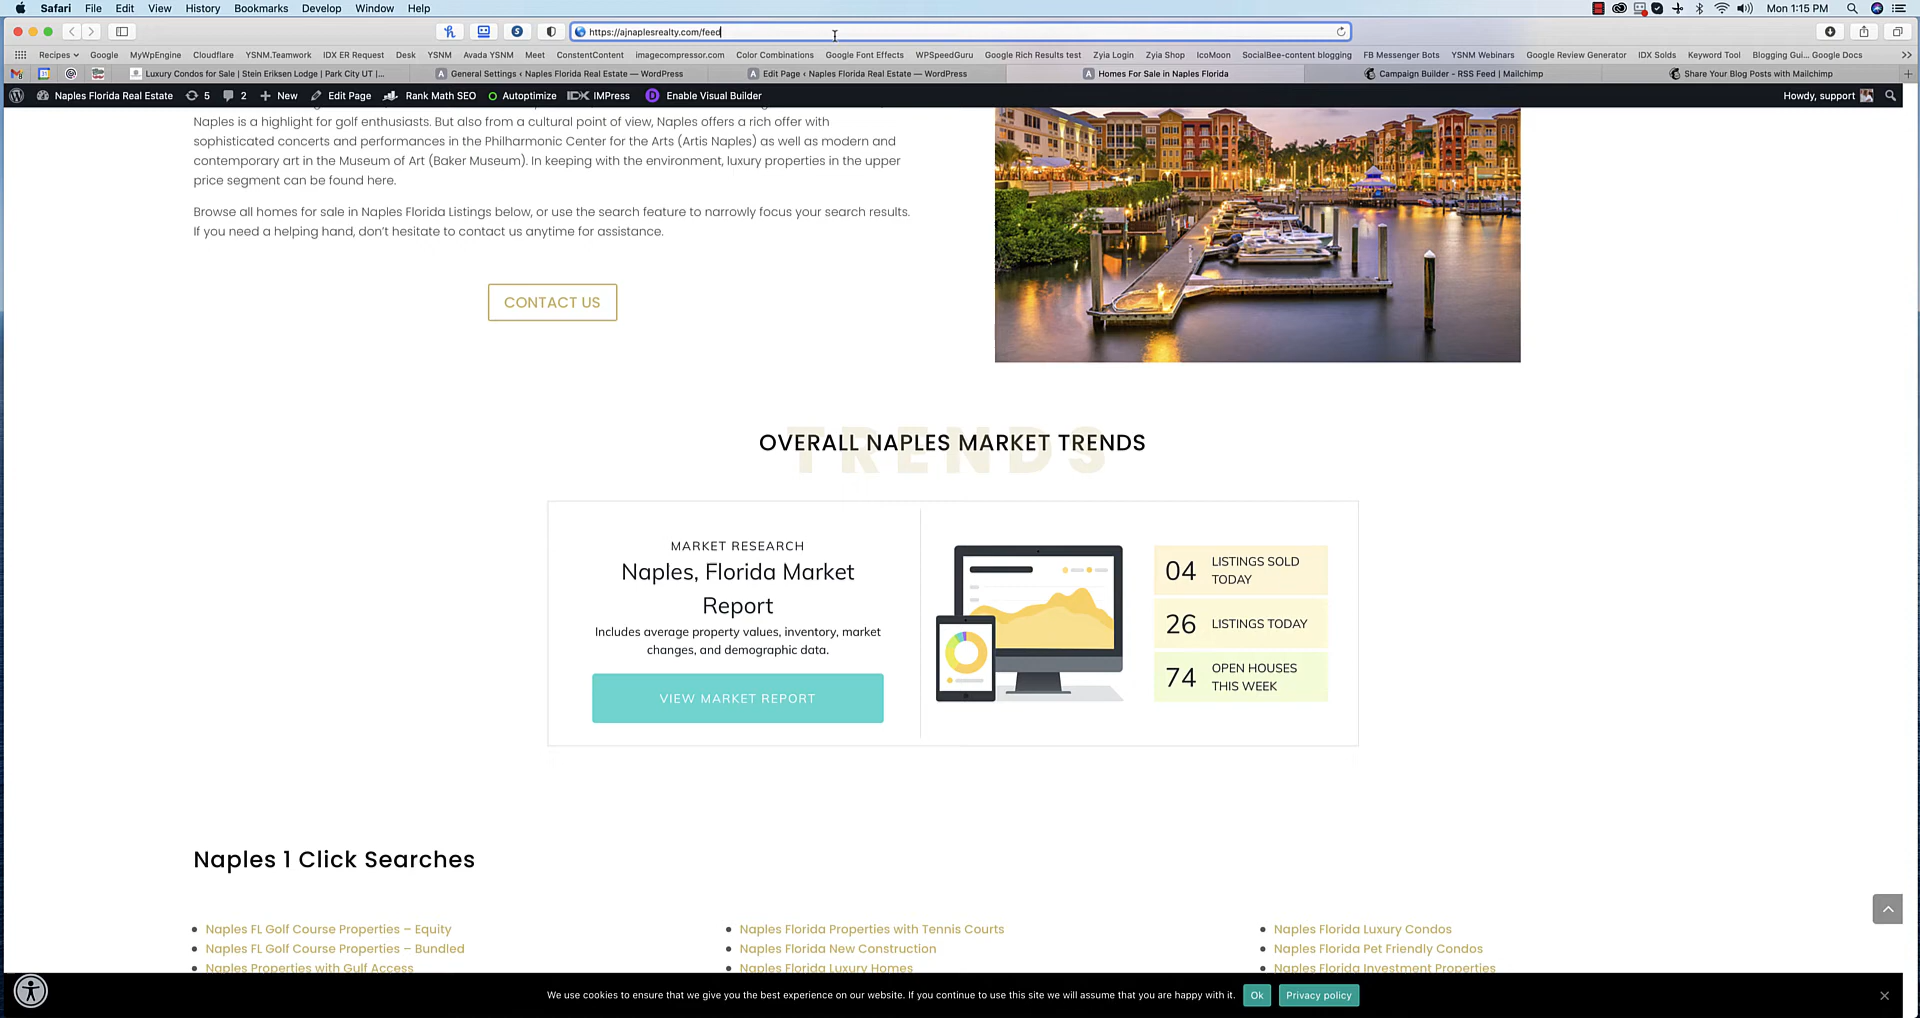 Safari File Edit View History Bookmarks Develop Window Help
Mon 1:15 PM
https://ajnaplesrealty.com/feed
Recipes Google MyWpEngine Cloudflare YSNM.Teamwork IDX ER Request Desk YSNM Avada YSNM Meet ConstentContent imagecompressor.com Color Combinations Google Font Effects WPSpeedGuru Google Rich Results test Zyia Login Zyia Shop IcoMoon SocialBee-content blogging FB Messenger Bots YSNM Webinars Google Review Generator IDX Solds Keyword Tool Blogging Gui... Google Docs
Luxury Condos for Sale | Stein Eriksen Lodge | Park City UT |... General Settings ‹ Naples Florida Real Estate — WordPress Edit Page ‹ Naples Florida Real Estate — WordPress Homes For Sale in Naples Florida Campaign Builder - RSS Feed | Mailchimp Share Your Blog Posts with Mailchimp
Naples Florida Real Estate 5 2 New Edit Page Rank Math SEO Autoptimize IMPress Enable Visual Builder Howdy, support
Naples is a highlight for golf enthusiasts. But also from a cultural point of view, Naples offers a rich offer with
sophisticated concerts and performances in the Philharmonic Center for the Arts (Artis Naples) as well as modern and
contemporary art in the Museum of Art (Baker Museum). In keeping with the environment, luxury properties in the upper
price segment can be found here.
Browse all homes for sale in Naples Florida Listings below, or use the search feature to narrowly focus your search results.
If you need a helping hand, don't hesitate to contact us anytime for assistance.
CONTACT US
TRENDS
OVERALL NAPLES MARKET TRENDS
MARKET RESEARCH
Naples, Florida Market
Report
Includes average property values, inventory, market
changes, and demographic data.
VIEW MARKET REPORT
04 LISTINGS SOLD
TODAY
26 LISTINGS TODAY
74 OPEN HOUSES
THIS WEEK
Naples 1 Click Searches
Naples FL Golf Course Properties – Equity
Naples FL Golf Course Properties – Bundled
Naples Properties with Gulf Access
Naples Florida Properties with Tennis Courts
Naples Florida New Construction
Naples Florida Luxury Homes
Naples Florida Luxury Condos
Naples Florida Pet Friendly Condos
Naples Florida Investment Properties
We use cookies to ensure that we give you the best experience on our website. If you continue to use this site we will assume that you are happy with it. Ok Privacy policy